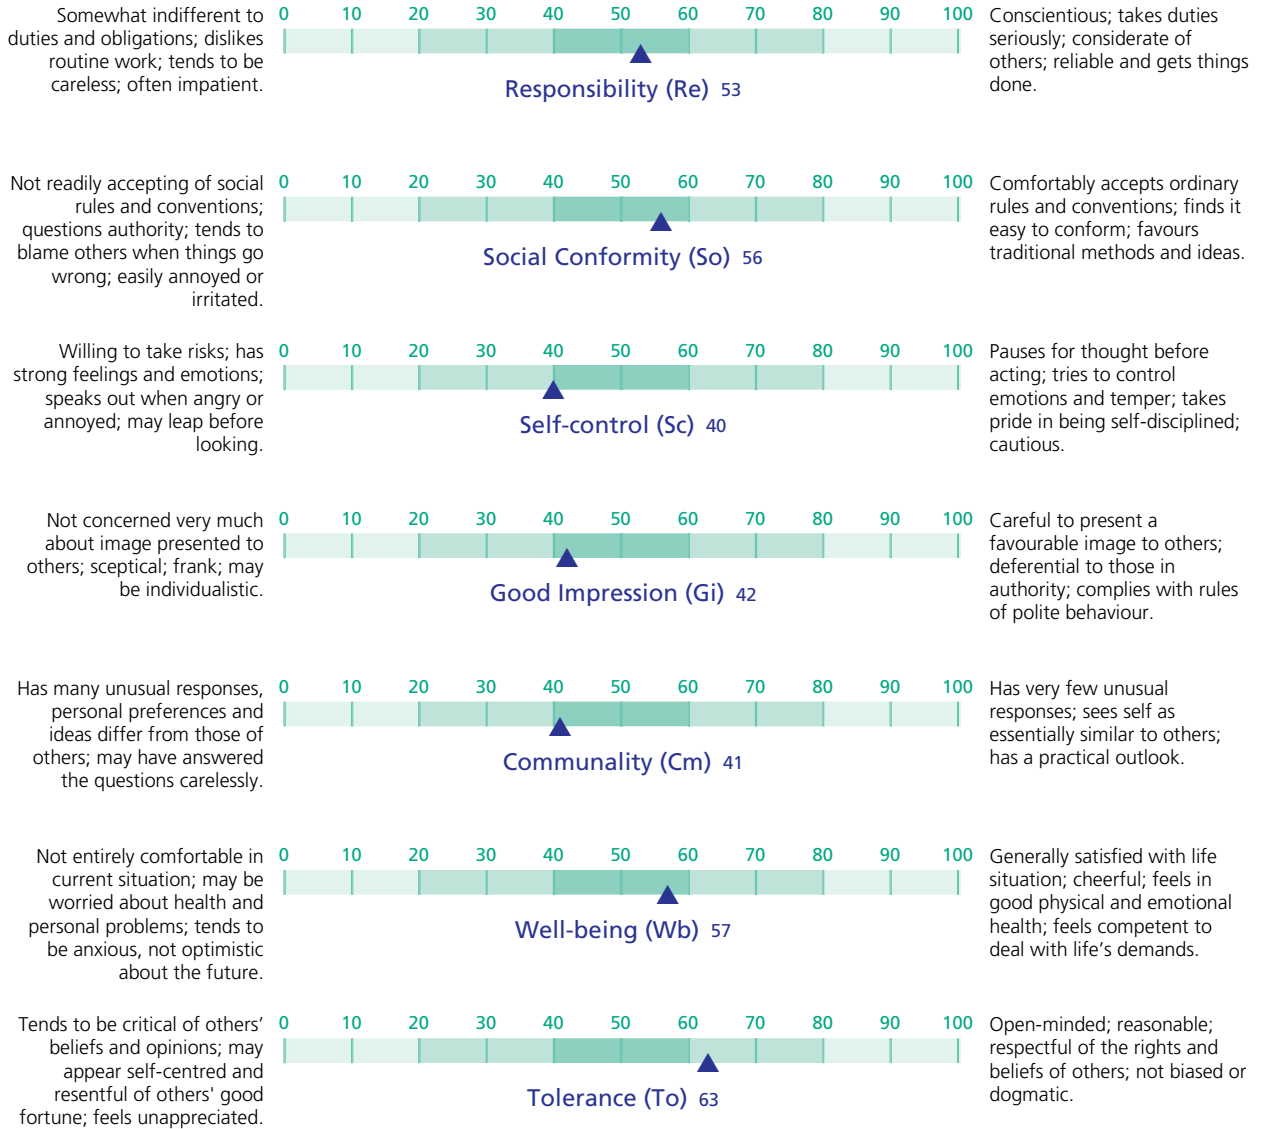 Somewhat indifferent to
duties and obligations; dislikes
routine work; tends to be
careless; often impatient.
0 10 20 30 40 50 60 70 80 90 100
Responsibility (Re) 53
Conscientious; takes duties
seriously; considerate of
others; reliable and gets things
done.
Not readily accepting of social
rules and conventions;
questions authority; tends to
blame others when things go
wrong; easily annoyed or
irritated.
0 10 20 30 40 50 60 70 80 90 100
Social Conformity (So) 56
Comfortably accepts ordinary
rules and conventions; finds it
easy to conform; favours
traditional methods and ideas.
Willing to take risks; has
strong feelings and emotions;
speaks out when angry or
annoyed; may leap before
looking.
0 10 20 30 40 50 60 70 80 90 100
Self-control (Sc) 40
Pauses for thought before
acting; tries to control
emotions and temper; takes
pride in being self-disciplined;
cautious.
Not concerned very much
about image presented to
others; sceptical; frank; may
be individualistic.
0 10 20 30 40 50 60 70 80 90 100
Good Impression (Gi) 42
Careful to present a
favourable image to others;
deferential to those in
authority; complies with rules
of polite behaviour.
Has many unusual responses,
personal preferences and
ideas differ from those of
others; may have answered
the questions carelessly.
0 10 20 30 40 50 60 70 80 90 100
Communality (Cm) 41
Has very few unusual
responses; sees self as
essentially similar to others;
has a practical outlook.
Not entirely comfortable in
current situation; may be
worried about health and
personal problems; tends to
be anxious, not optimistic
about the future.
0 10 20 30 40 50 60 70 80 90 100
Well-being (Wb) 57
Generally satisfied with life
situation; cheerful; feels in
good physical and emotional
health; feels competent to
deal with life’s demands.
Tends to be critical of others’
beliefs and opinions; may
appear self-centred and
resentful of others' good
fortune; feels unappreciated.
0 10 20 30 40 50 60 70 80 90 100
Tolerance (To) 63
Open-minded; reasonable;
respectful of the rights and
beliefs of others; not biased or
dogmatic.